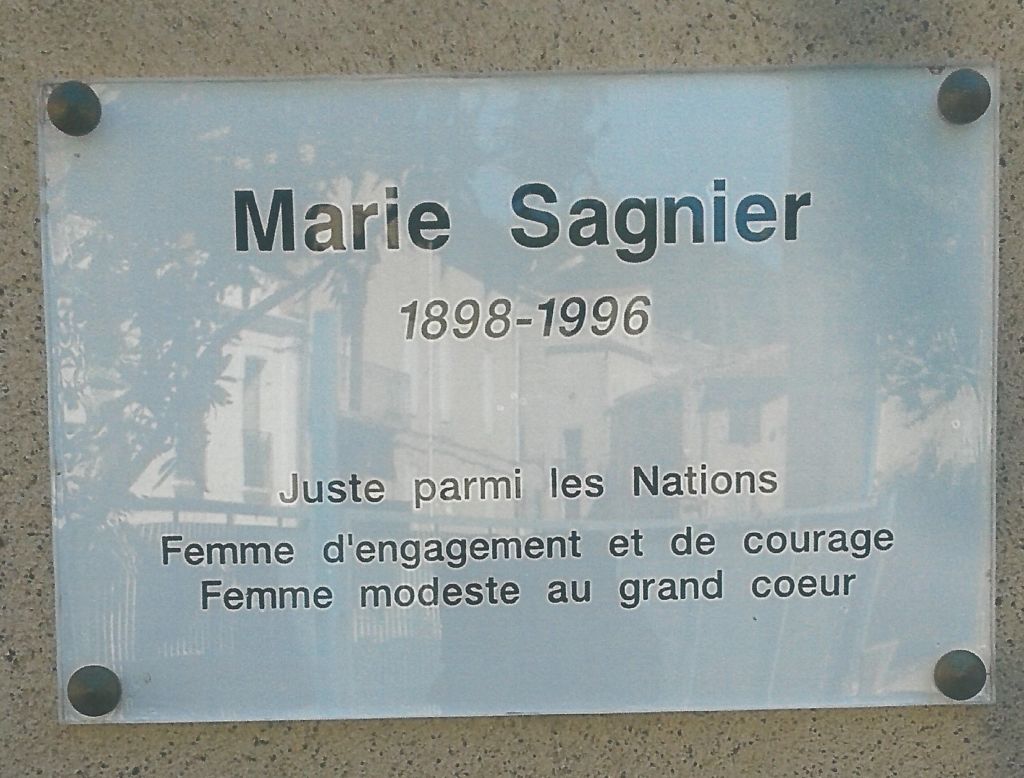 Marie Sagnier
1898-1996
Juste parmi les Nations
Femme d'engagement et de courage
Femme modeste au grand coeur